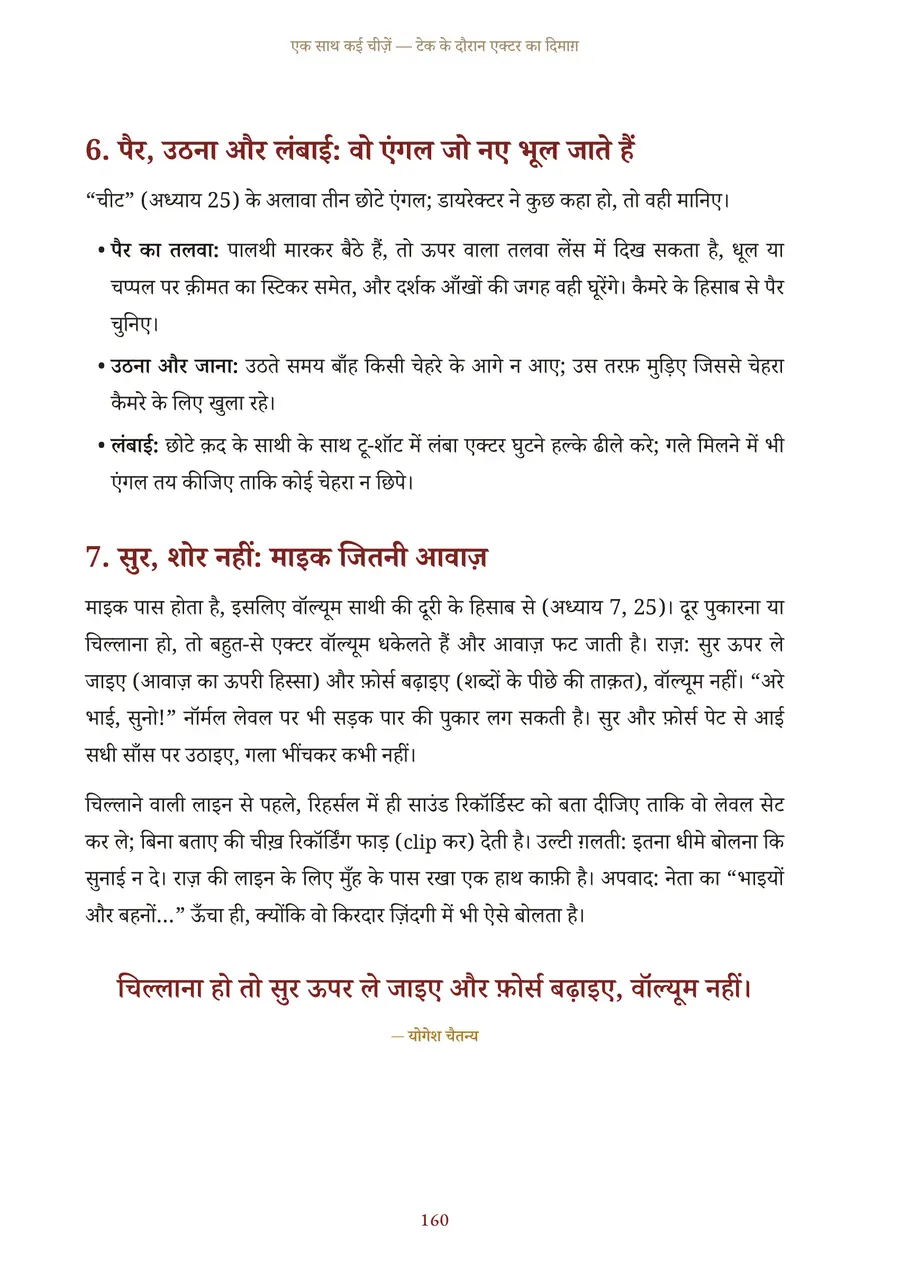 एक साथ कई चीज़ें — टेक के दौरान एक्टर का दिमाग़
6. पैर, उठना और लंबाई: वो एंगल जो नए भूल जाते हैं
“चीट” (अध्याय 25) के अलावा तीन छोटे एंगल; डायरेक्टर ने कुछ कहा हो, तो वही मानिए।
• पैर का तलवा: पालथी मारकर बैठे हैं, तो ऊपर वाला तलवा लेंस में दिख सकता है, धूल या
चप्पल पर क़ीमत का स्टिकर समेत, और दर्शक आँखों की जगह वही घूरेंगे। कैमरे के हिसाब से पैर
चुनिए।
• उठना और जाना: उठते समय बाँह किसी चेहरे के आगे न आए; उस तरफ़ मुड़िए जिससे चेहरा
कैमरे के लिए खुला रहे।
• लंबाई: छोटे क़द के साथी के साथ टू-शॉट में लंबा एक्टर घुटने हल्के ढीले करे; गले मिलने में भी
एंगल तय कीजिए ताकि कोई चेहरा न छिपे।
7. सुर, शोर नहीं: माइक जितनी आवाज़
माइक पास होता है, इसलिए वॉल्यूम साथी की दूरी के हिसाब से (अध्याय 7, 25)। दूर पुकारना या
चिल्लाना हो, तो बहुत-से एक्टर वॉल्यूम धकेलते हैं और आवाज़ फट जाती है। राज़: सुर ऊपर ले
जाइए (आवाज़ का ऊपरी हिस्सा) और फ़ोर्स बढ़ाइए (शब्दों के पीछे की ताक़त), वॉल्यूम नहीं। “अरे
भाई, सुनो!” नॉर्मल लेवल पर भी सड़क पार की पुकार लग सकती है। सुर और फ़ोर्स पेट से आई
सधी साँस पर उठाइए, गला भींचकर कभी नहीं।
चिल्लाने वाली लाइन से पहले, रिहर्सल में ही साउंड रिकॉर्डिस्ट को बता दीजिए ताकि वो लेवल सेट
कर ले; बिना बताए की चीख़ रिकॉर्डिंग फाड़ (clip कर) देती है। उल्टी ग़लती: इतना धीमे बोलना कि
सुनाई न दे। राज़ की लाइन के लिए मुँह के पास रखा एक हाथ काफ़ी है। अपवाद: नेता का “भाइयों
और बहनों…” ऊँचा ही, क्योंकि वो किरदार ज़िंदगी में भी ऐसे बोलता है।
चिल्लाना हो तो सुर ऊपर ले जाइए और फ़ोर्स बढ़ाइए, वॉल्यूम नहीं।
— योगेश चैतन्य
160